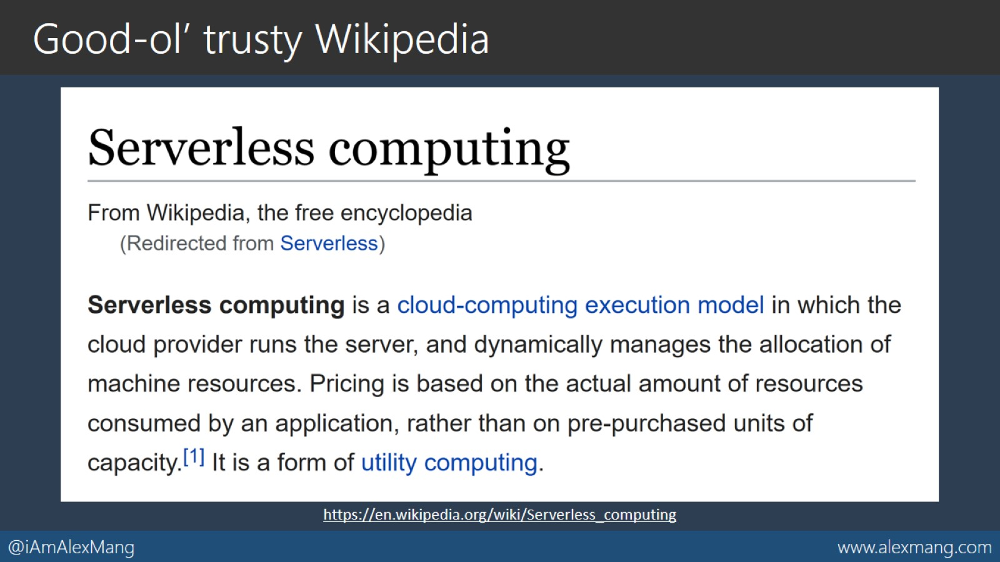 Good-ol’ trusty Wikipedia
Serverless computing
From Wikipedia, the free encyclopedia
(Redirected from Serverless)
Serverless computing is a cloud-computing execution model in which the
cloud provider runs the server, and dynamically manages the allocation of
machine resources. Pricing is based on the actual amount of resources
consumed by an application, rather than on pre-purchased units of
capacity.[1] It is a form of utility computing.
https://en.wikipedia.org/wiki/Serverless_computing
@iAmAlexMang
www.alexmang.com